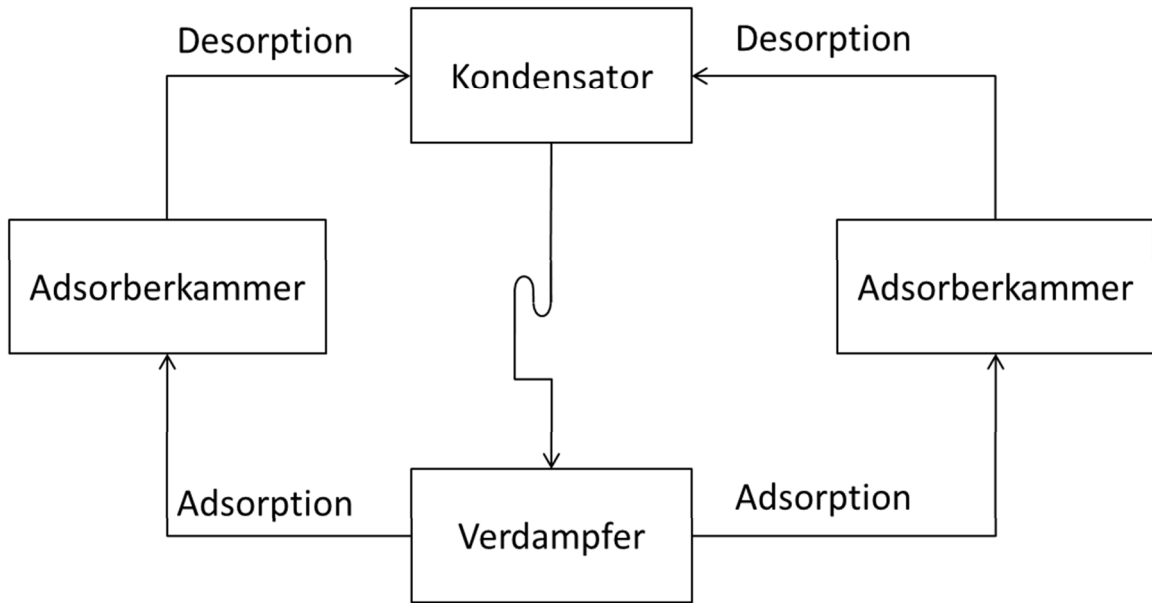 Desorption
Desorption
Kondensator
Adsorberkammer
Adsorberkammer
Adsorption
Adsorption
Verdampfer